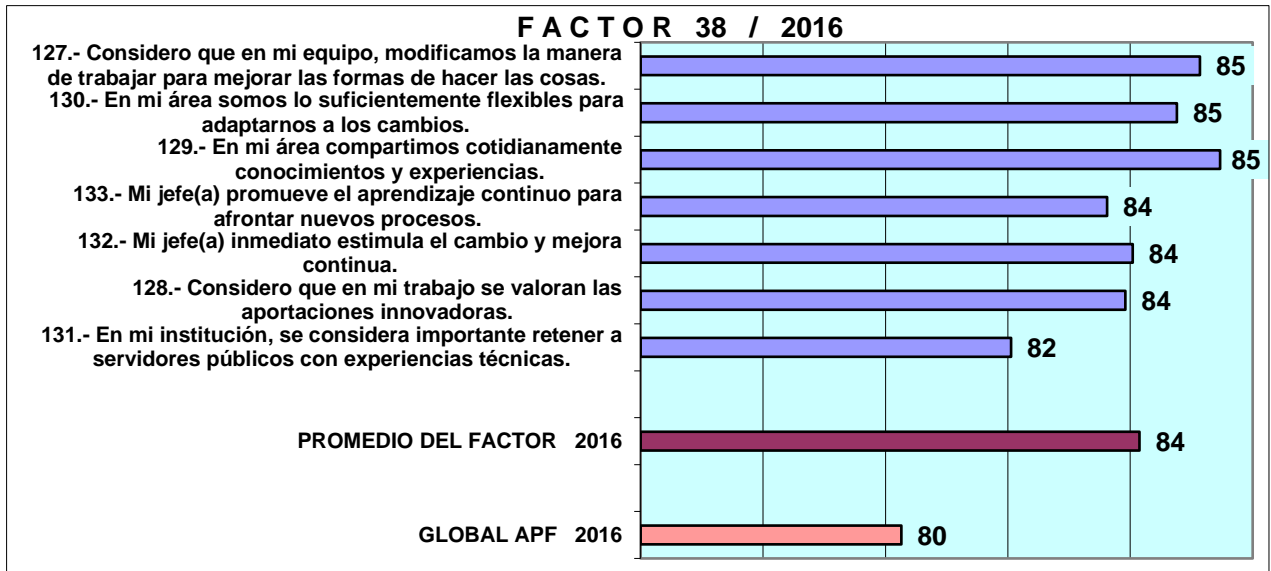 F A C T O R 38 / 2016
127.- Considero que en mi equipo, modificamos la manera
de trabajar para mejorar las formas de hacer las cosas.
85
130.- En mi área somos lo suficientemente flexibles para
adaptarnos a los cambios.
85
129.- En mi área compartimos cotidianamente
conocimientos y experiencias.
85
133.- Mi jefe(a) promueve el aprendizaje continuo para
afrontar nuevos procesos.
84
132.- Mi jefe(a) inmediato estimula el cambio y mejora
continua.
84
128.- Considero que en mi trabajo se valoran las
aportaciones innovadoras.
84
131.- En mi institución, se considera importante retener a
servidores públicos con experiencias técnicas.
82
PROMEDIO DEL FACTOR 2016
84
GLOBAL APF 2016
80